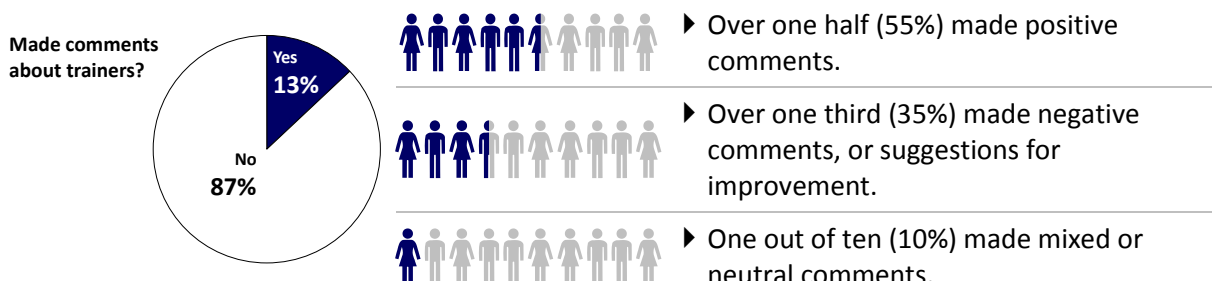 Made comments
about trainers?
Yes
13%
No
87%
Over one half (55%) made positive
comments.
Over one third (35%) made negative
comments, or suggestions for
improvement.
One out of ten (10%) made mixed or
neutral comments.